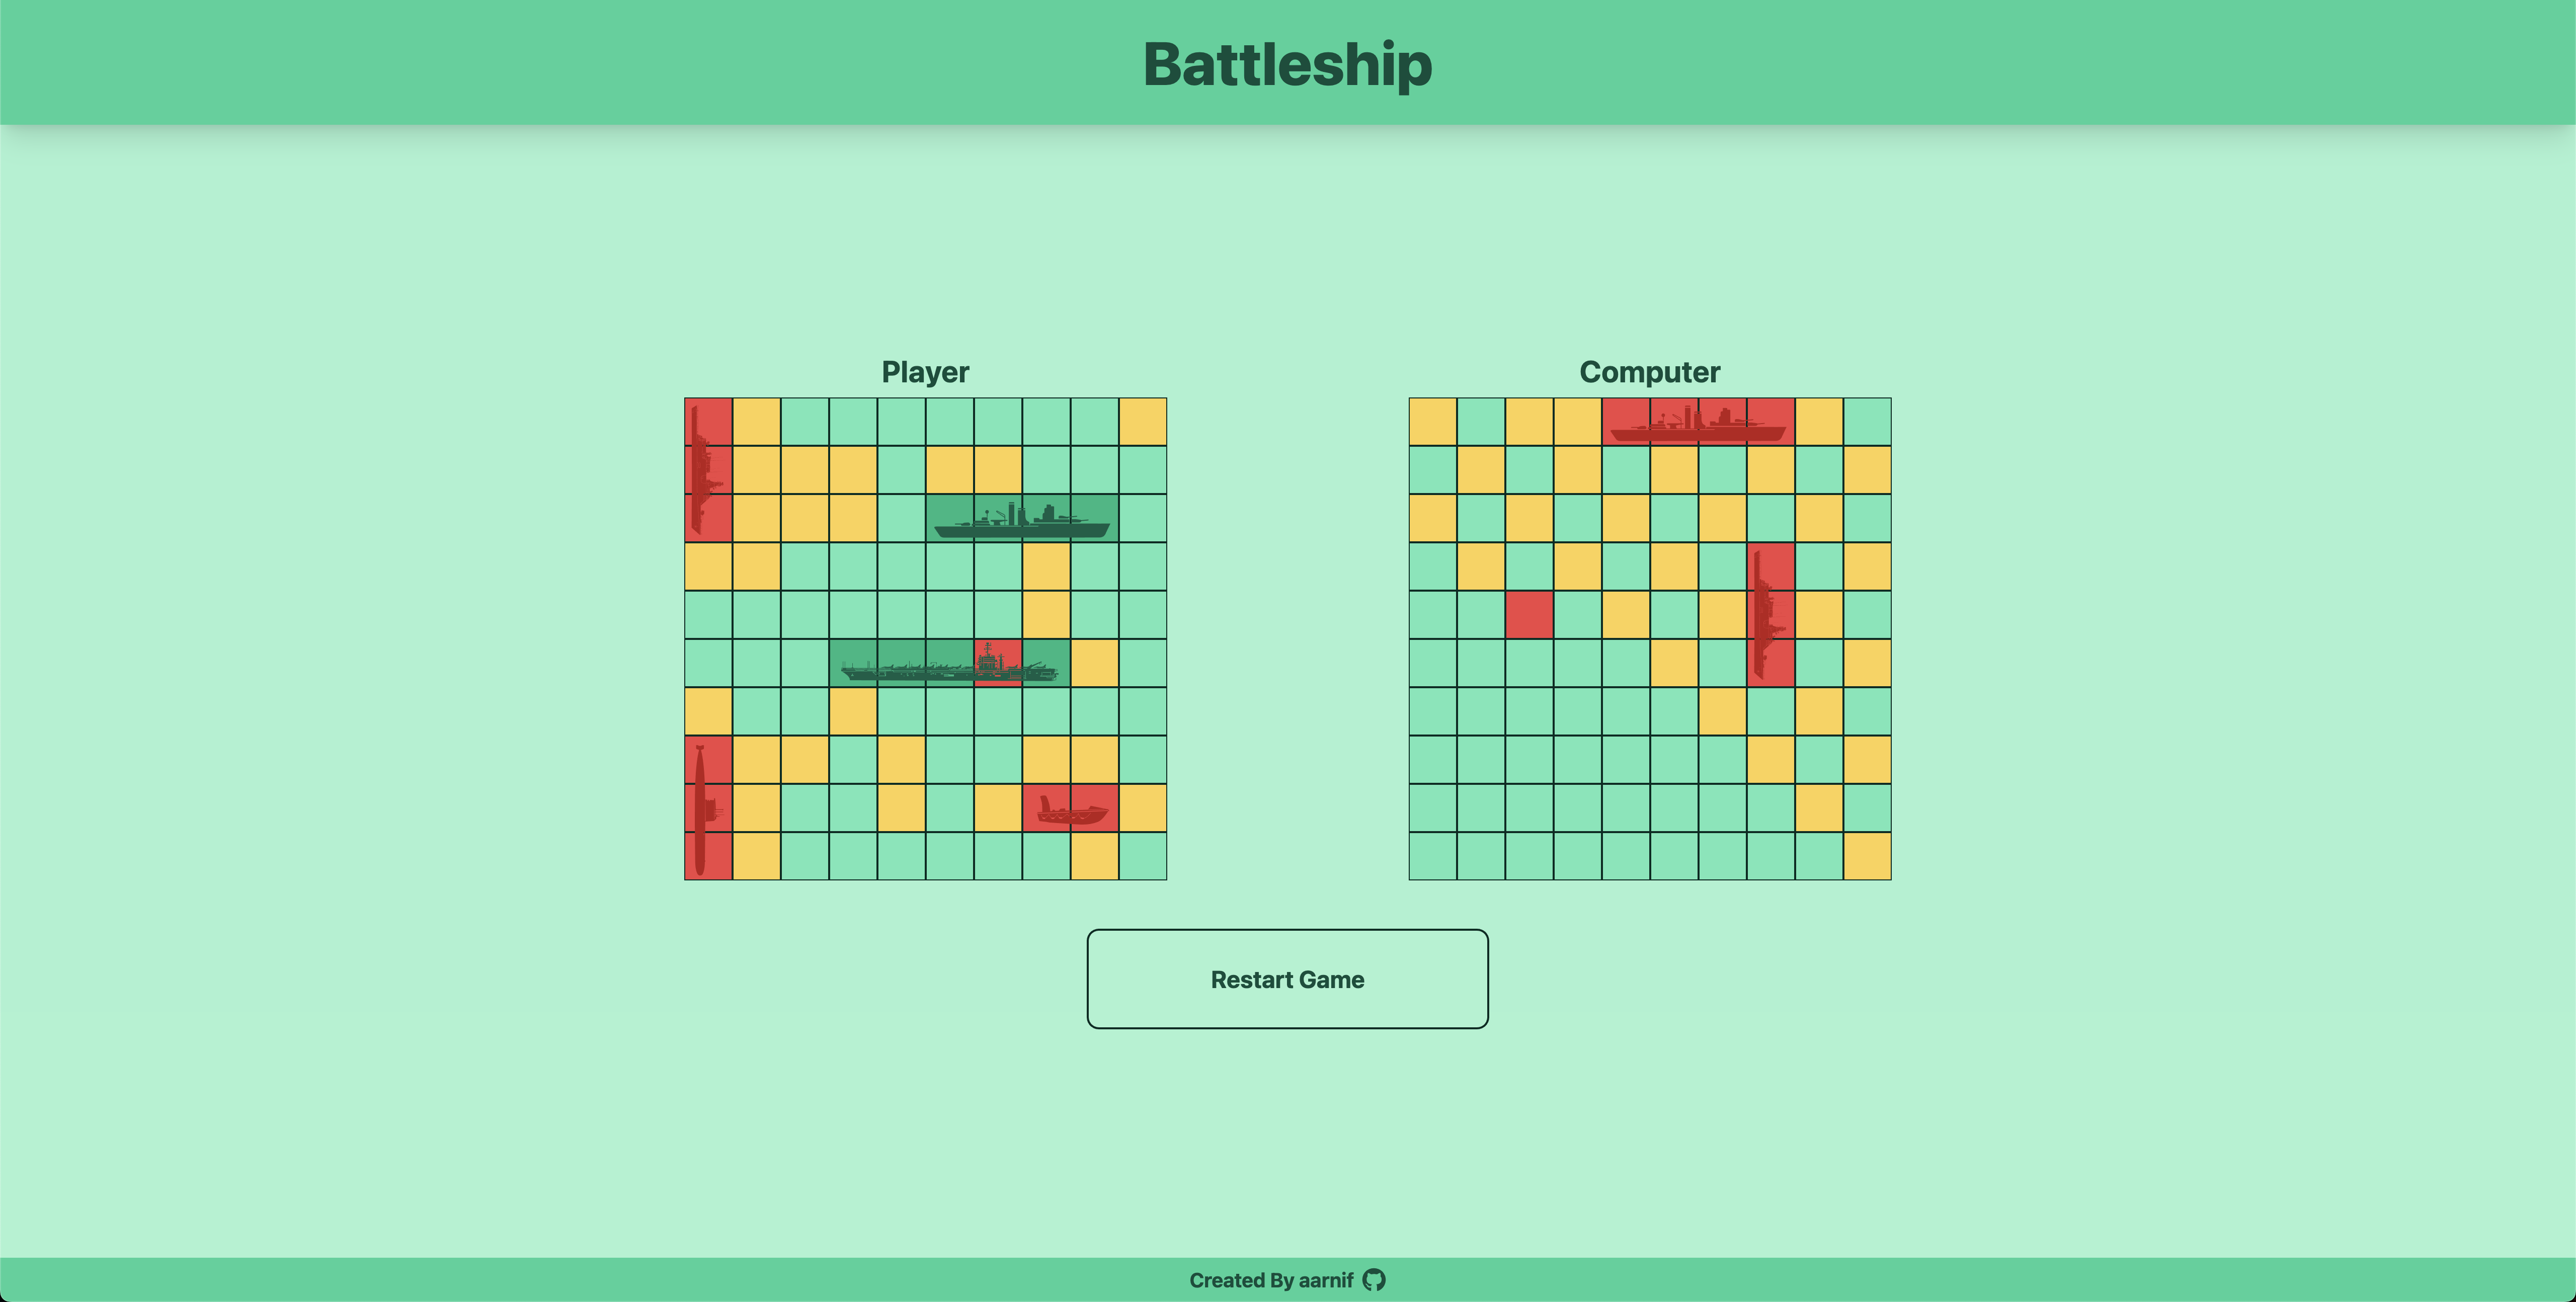 Battleship
Player
Computer
Restart Game
Created By aarnif